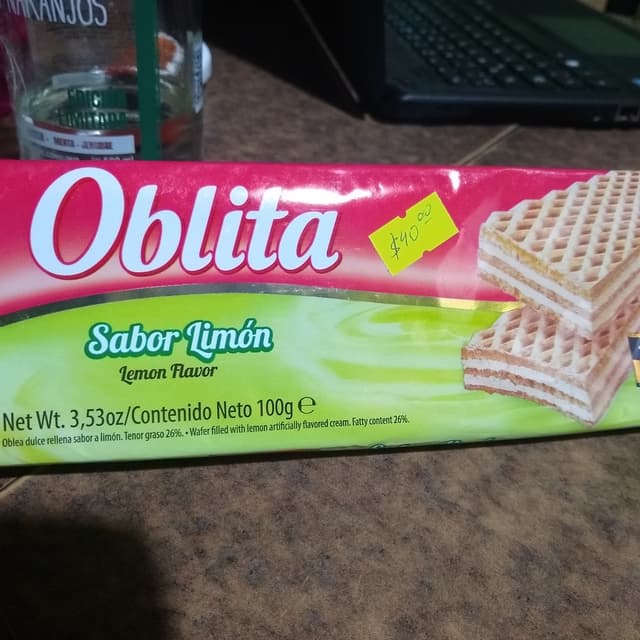 NARANJOS
Oblita
$40.00
Sabor Limón
Lemon Flavor
Net Wt. 3,53oz/Contenido Neto 100g ℮
Oblea dulce rellena sabor a limón. Tenor graso 26%. • Wafer filled with lemon artificially flavored cream. Fatty content 26%.